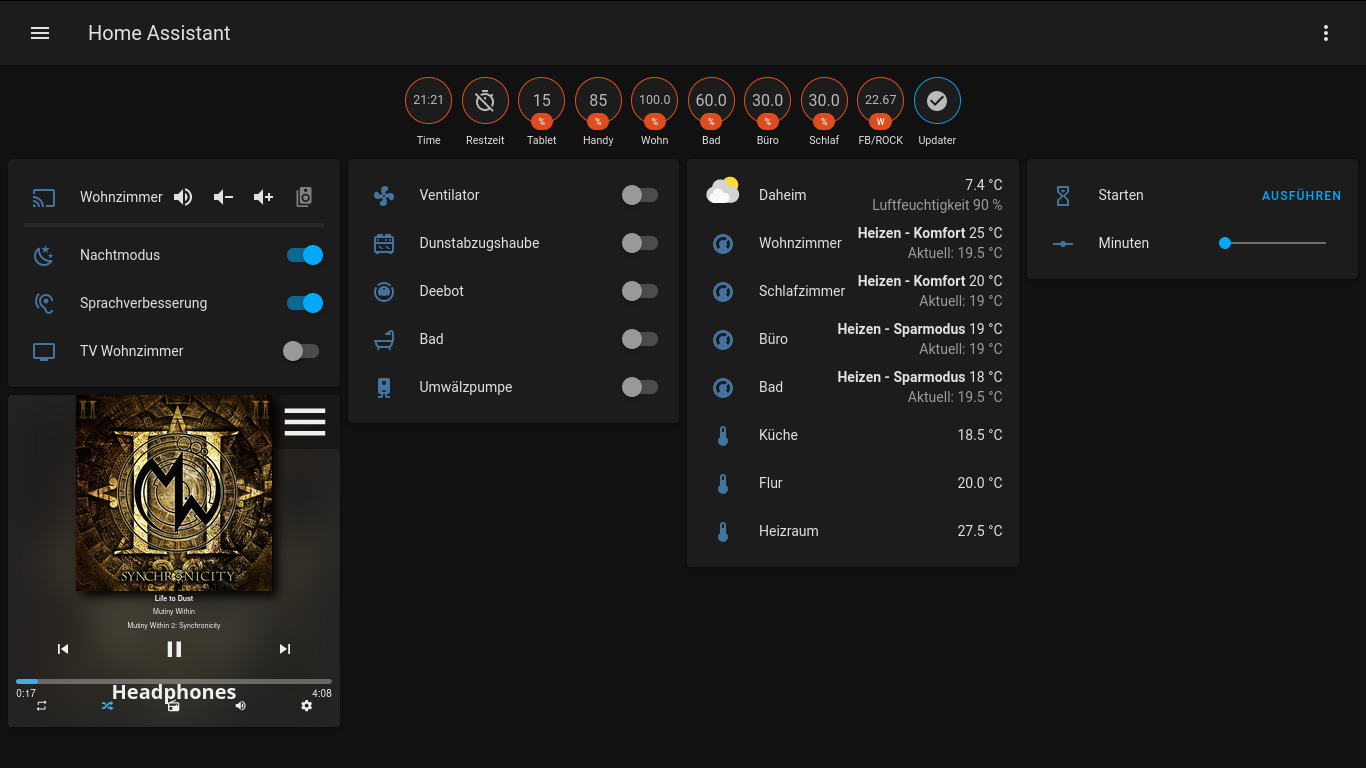 Home Assistant
21:21
15
85
100.0
60.0
30.0
30.0
22.67
%
%
%
%
%
%
W
Time
Restzeit
Tablet
Handy
Wohn
Bad
Büro
Schlaf
FB/ROCK
Updater
Wohnzimmer
Nachtmodus
Sprachverbesserung
TV Wohnzimmer
II
MW
SYNCHRONICITY
Life to Dust
Mutiny Within
Mutiny Within 2: Synchronicity
0:17
4:08
Headphones
Ventilator
Dunstabzugshaube
Deebot
Bad
Umwälzpumpe
Daheim
7.4 °C
Luftfeuchtigkeit 90 %
Wohnzimmer
Heizen - Komfort 25 °C
Aktuell: 19.5 °C
Schlafzimmer
Heizen - Komfort 20 °C
Aktuell: 19 °C
Büro
Heizen - Sparmodus 19 °C
Aktuell: 19 °C
Bad
Heizen - Sparmodus 18 °C
Aktuell: 19.5 °C
Küche
18.5 °C
Flur
20.0 °C
Heizraum
27.5 °C
Starten
AUSFÜHREN
Minuten